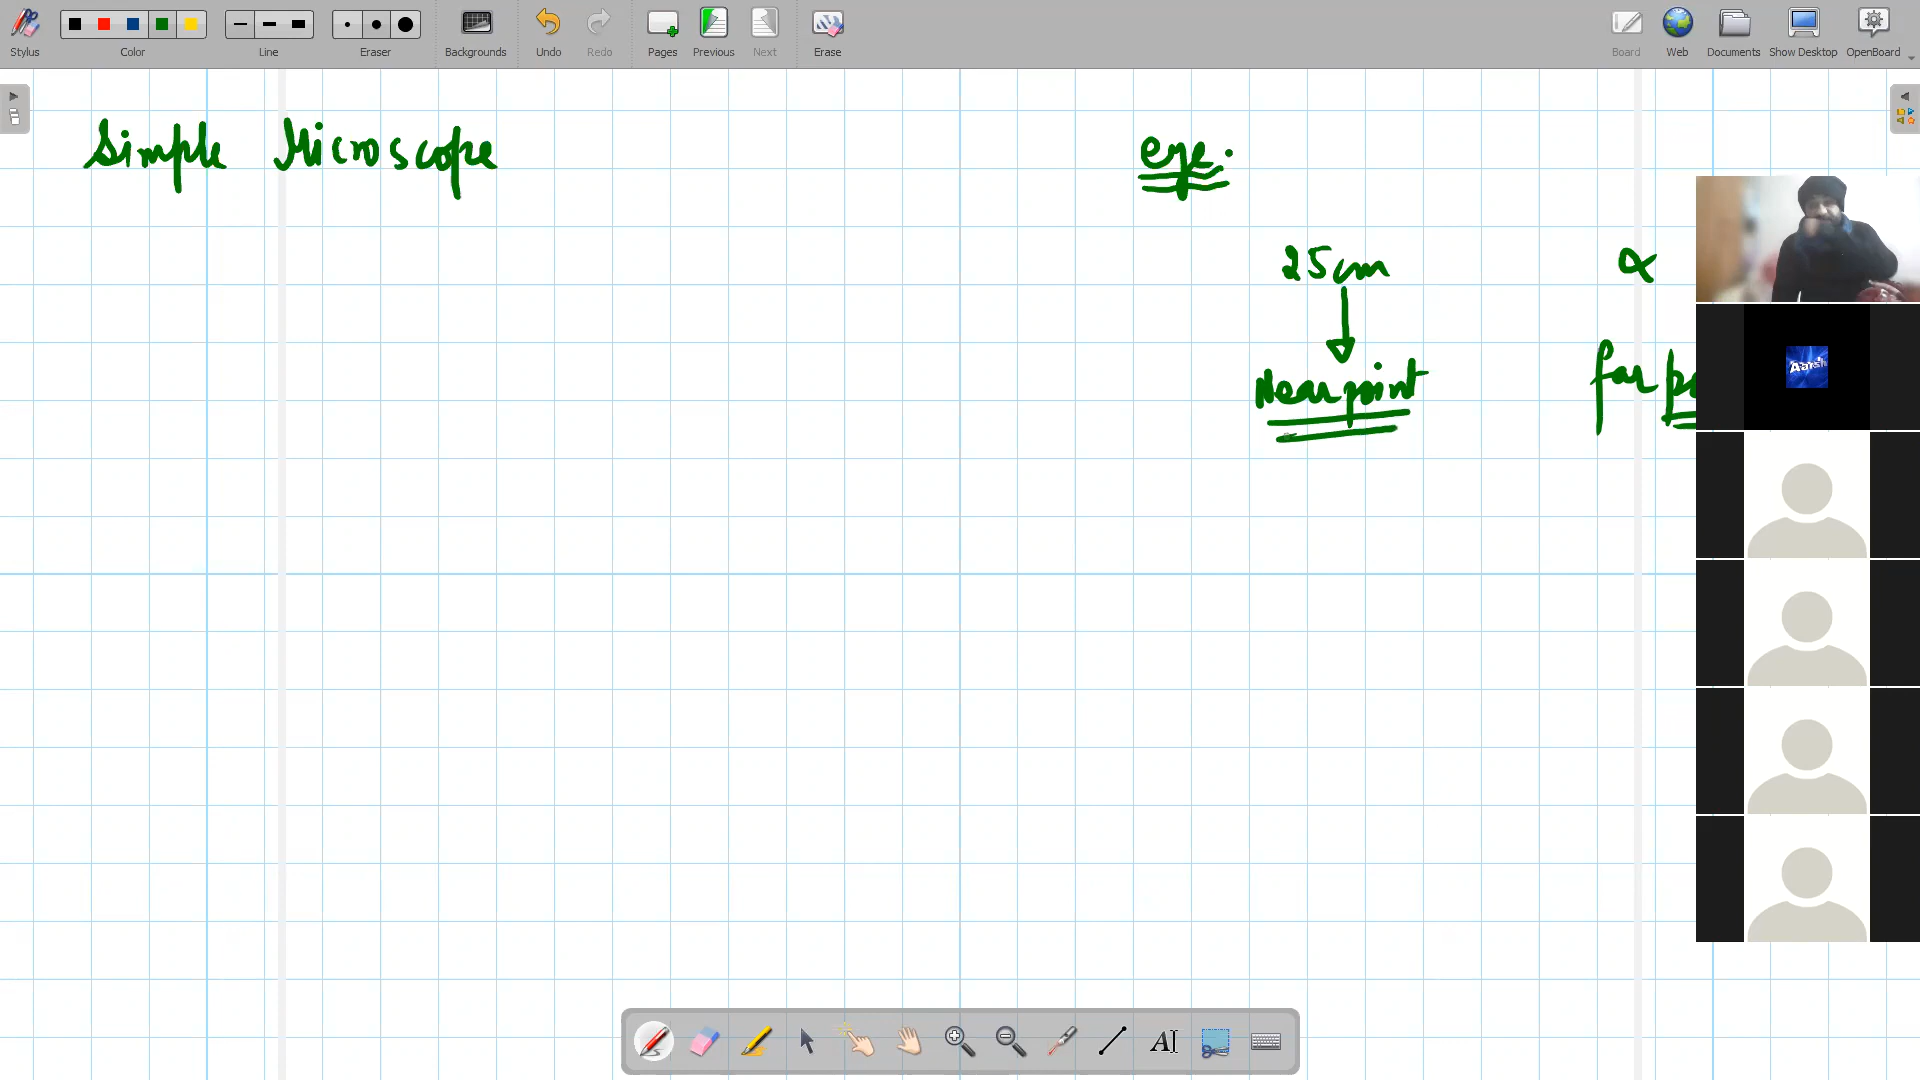 Stylus
Color
Line
Eraser
Backgrounds
Undo
Redo
Pages
Previous
Next
Erase
Board
Web
Documents
Show Desktop
OpenBoard
Simple Microscope
eye.
25cm
∝
Near point
far
Aarsh